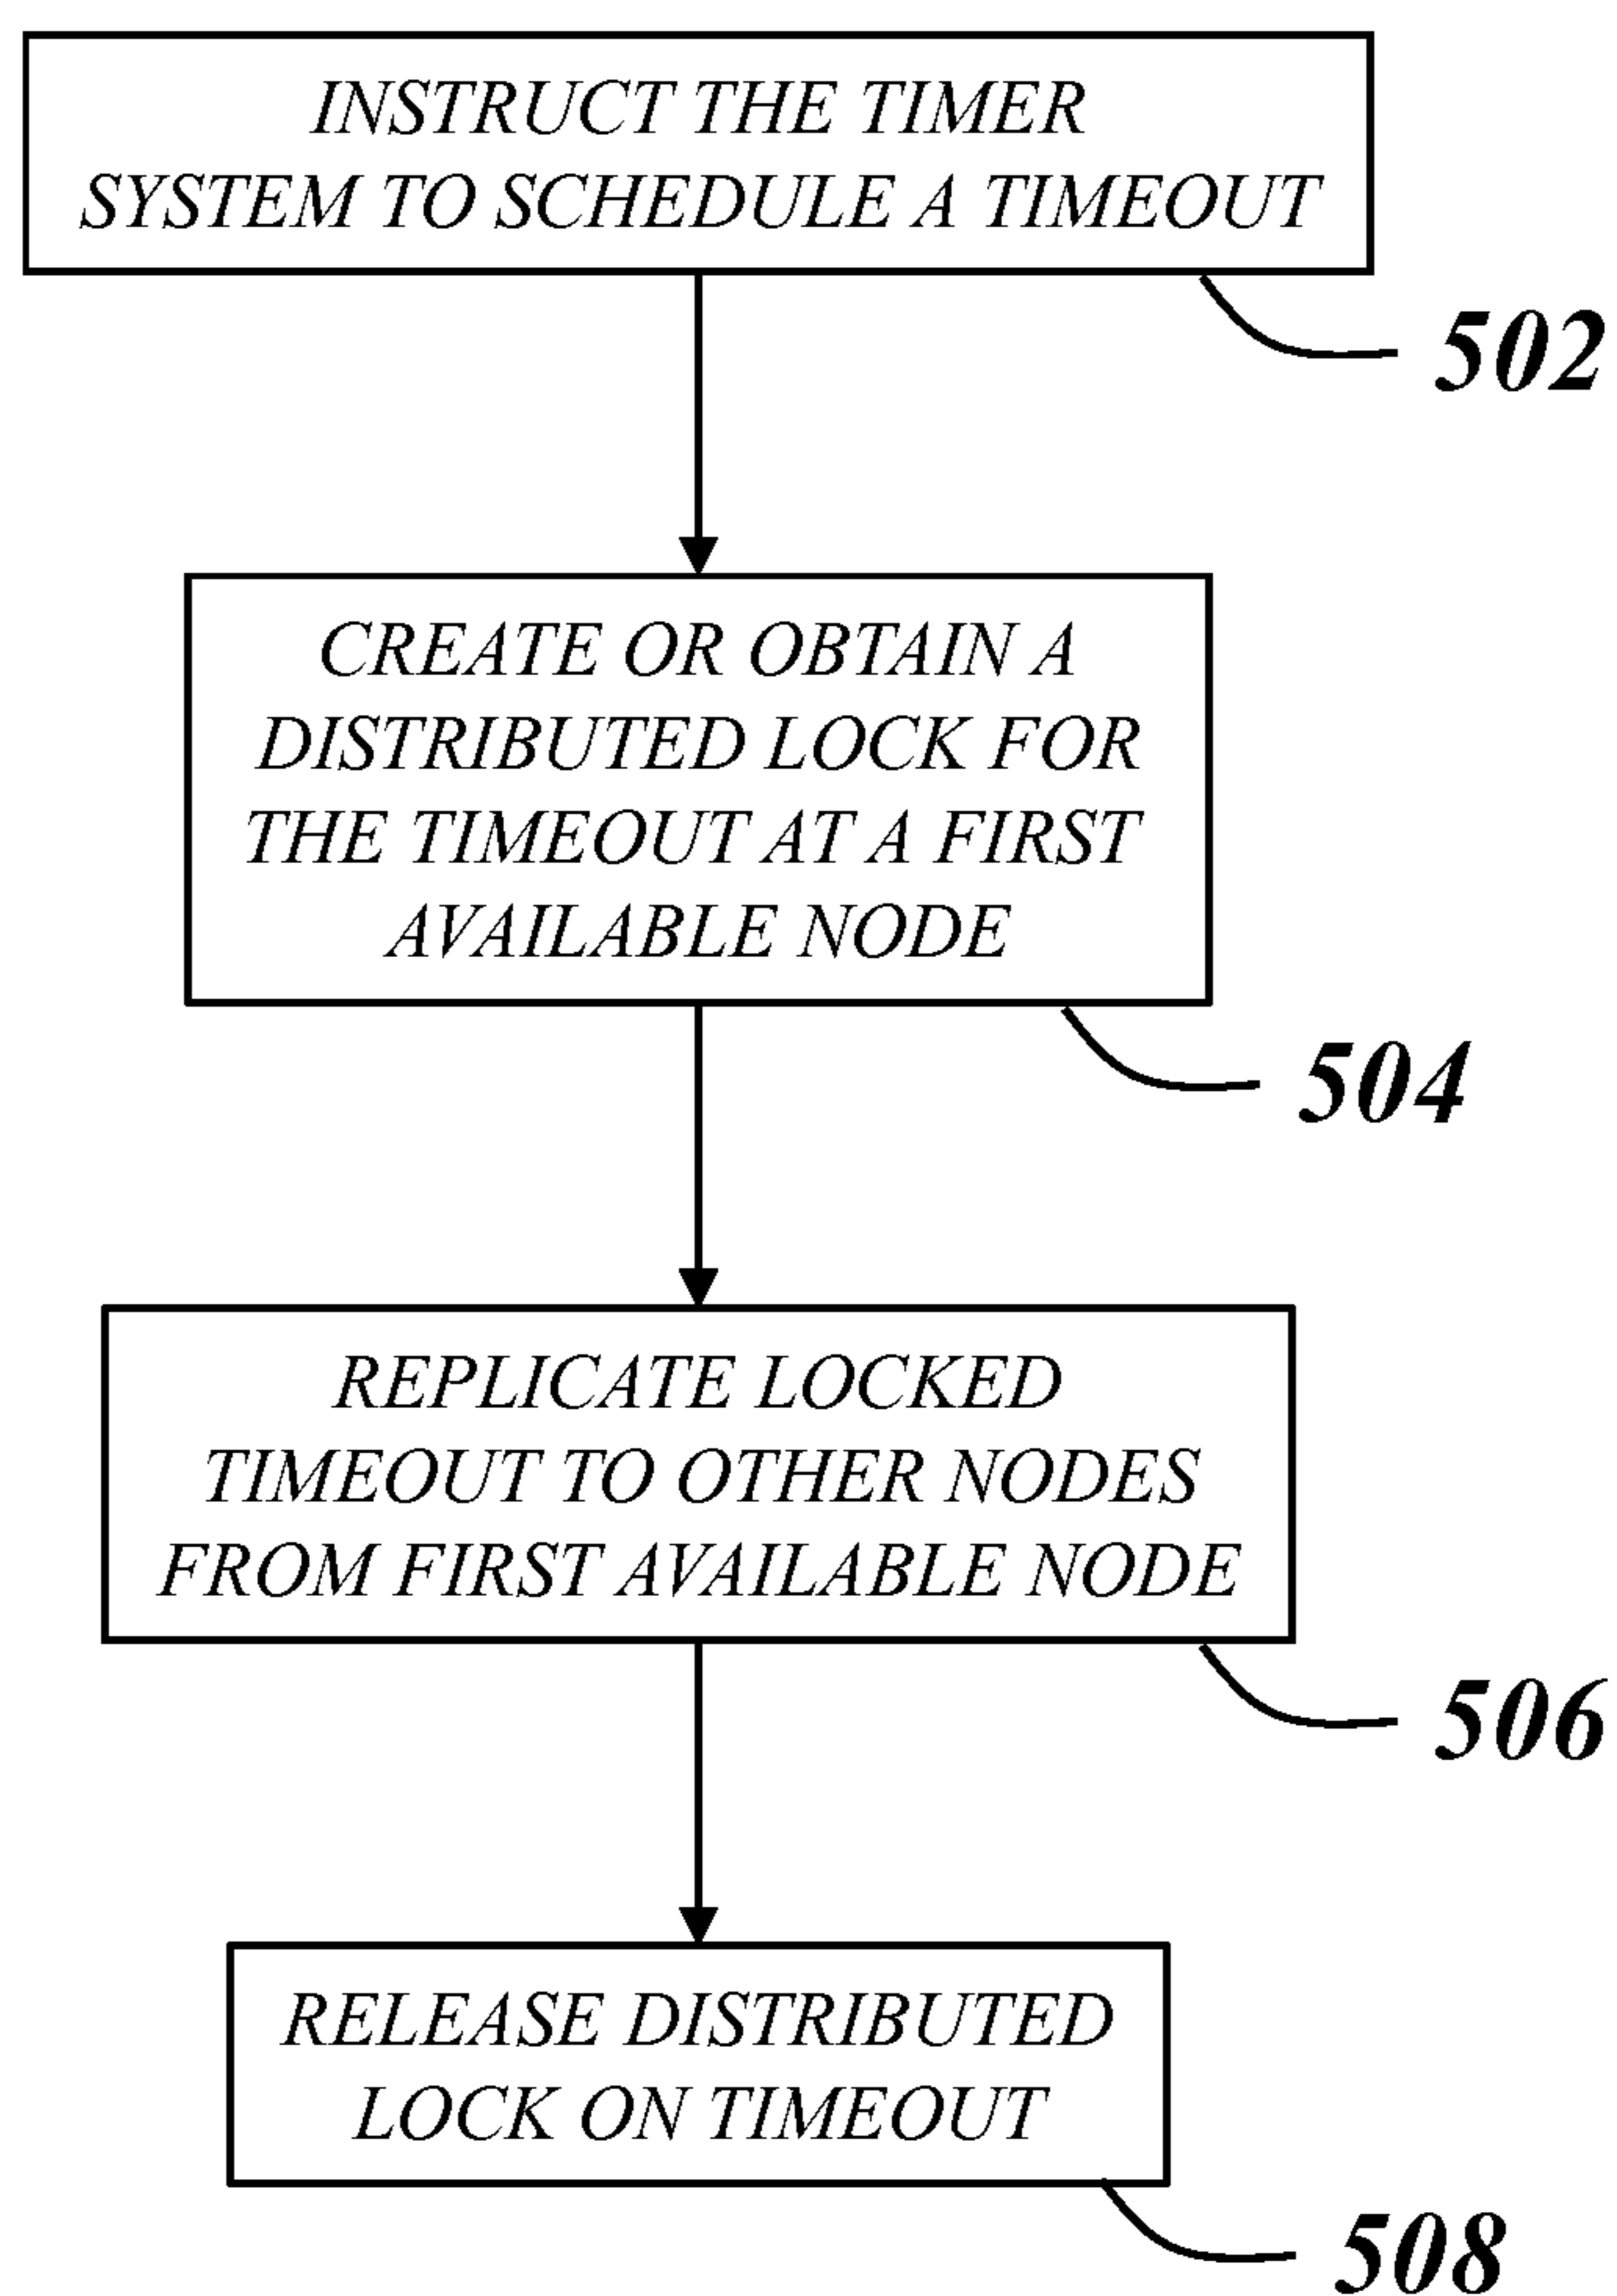 INSTRUCT THE TIMER
SYSTEM TO SCHEDULE A TIMEOUT
502
CREATE OR OBTAIN A
DISTRIBUTED LOCK FOR
THE TIMEOUT AT A FIRST
AVAILABLE NODE
504
REPLICATE LOCKED
TIMEOUT TO OTHER NODES
FROM FIRST AVAILABLE NODE
506
RELEASE DISTRIBUTED
LOCK ON TIMEOUT
508